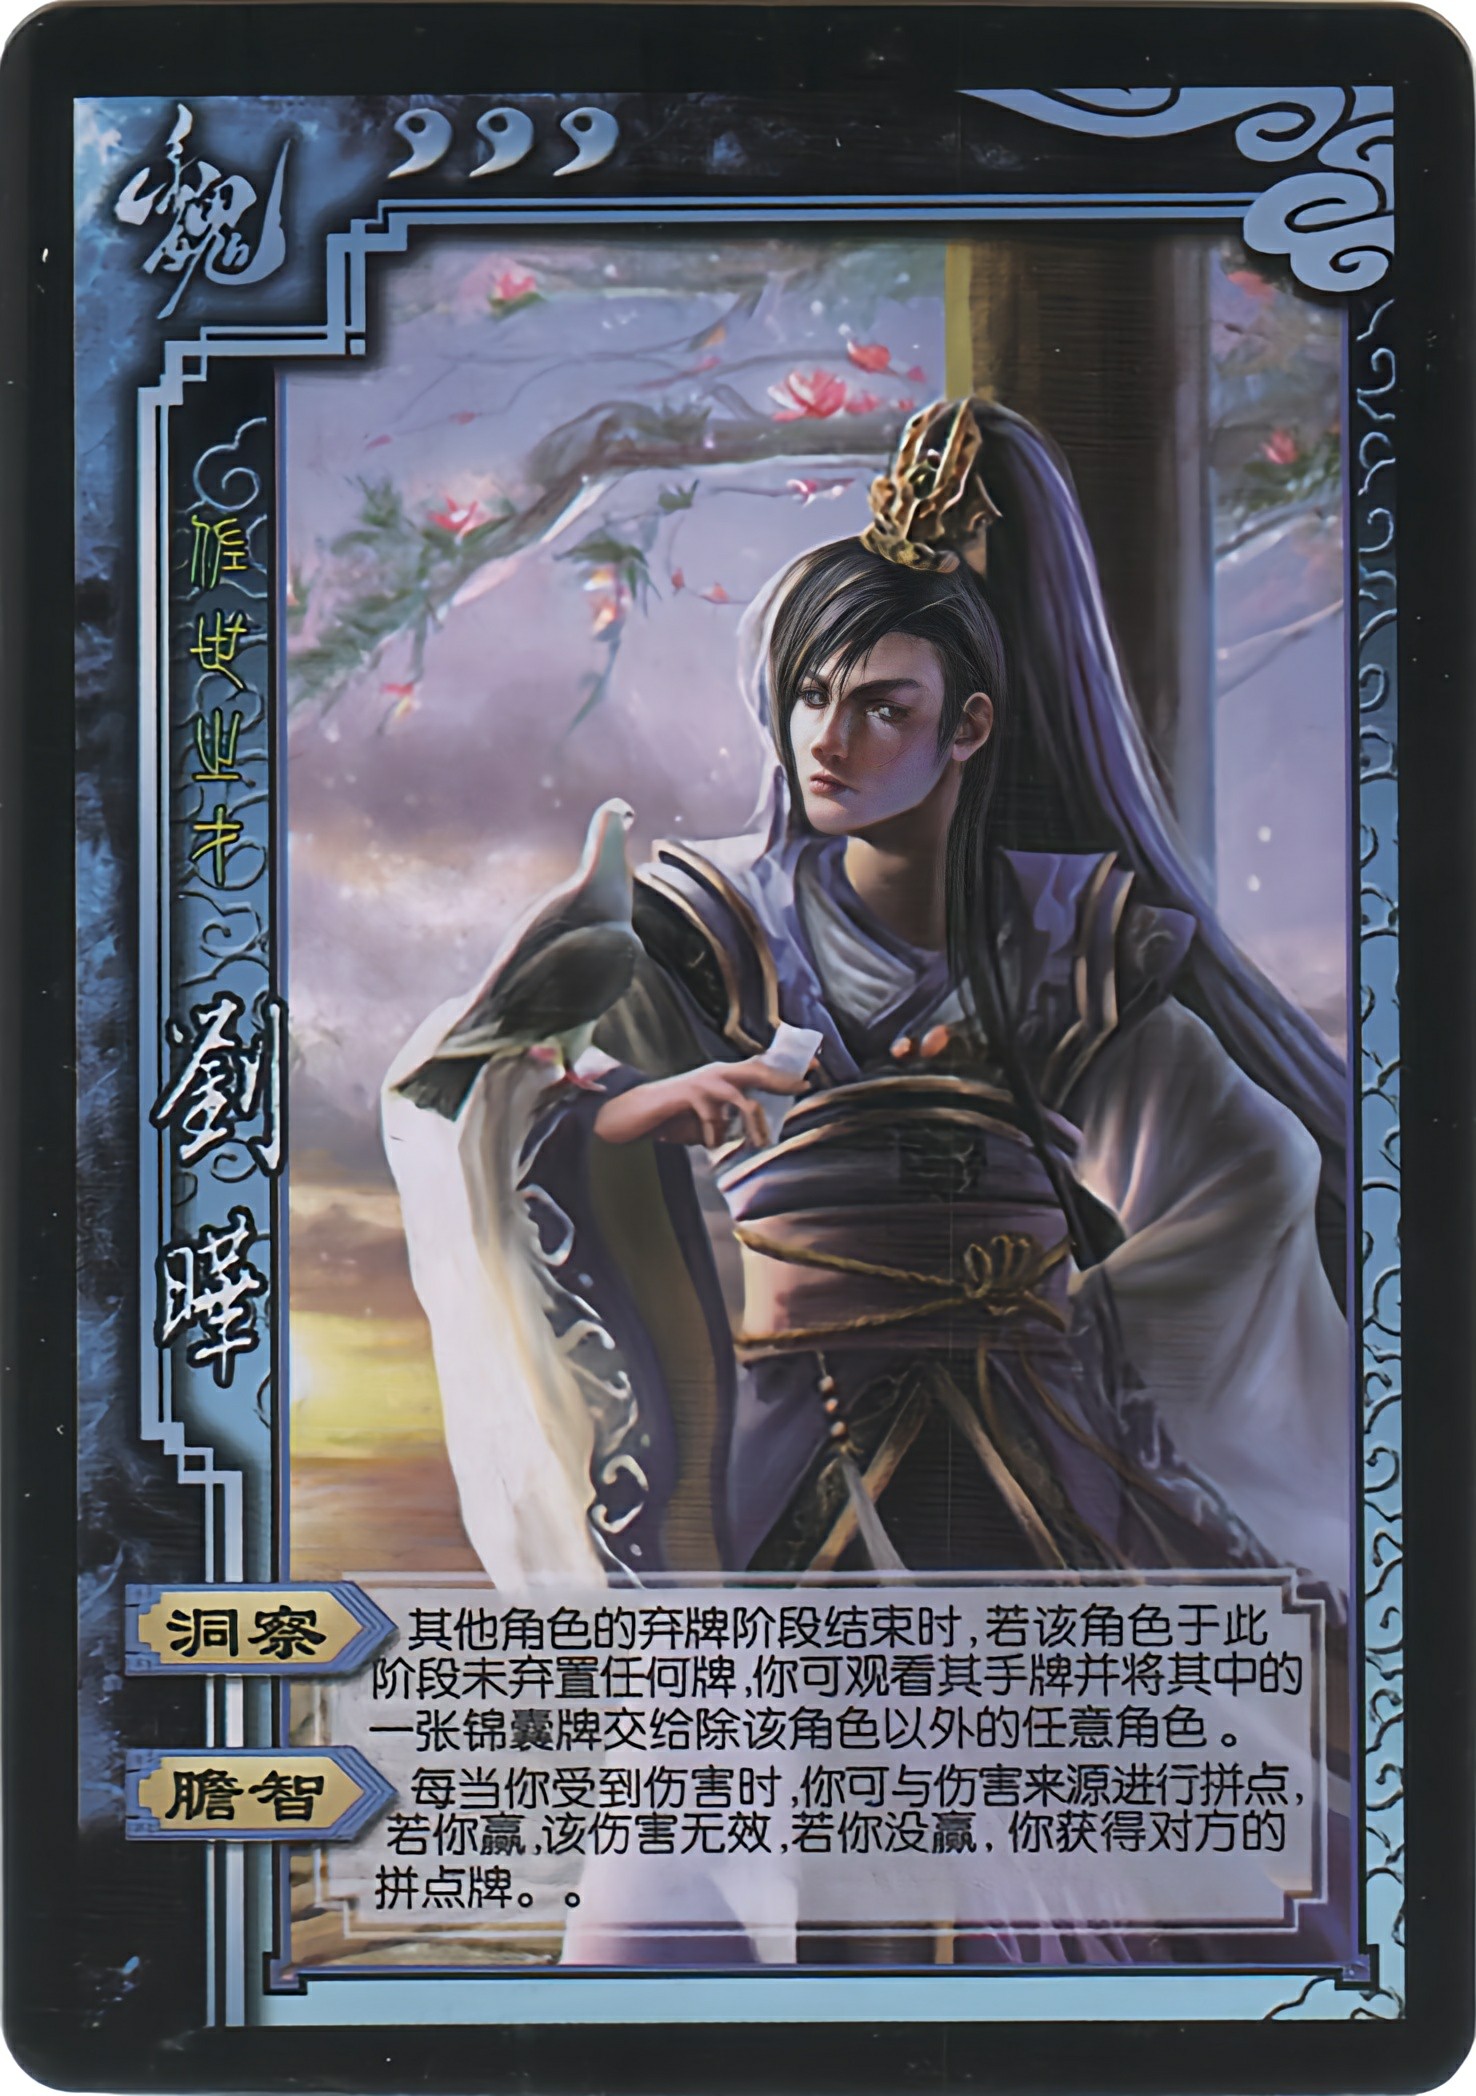 魏
佐世之才
劉曄
洞察
其他角色的弃牌阶段结束时,若该角色于此
阶段未弃置任何牌,你可观看其手牌并将其中的
一张锦囊牌交给除该角色以外的任意角色。
胆智
每当你受到伤害时,你可与伤害来源进行拼点,
若你赢,该伤害无效,若你没赢,你获得对方的
拼点牌。。